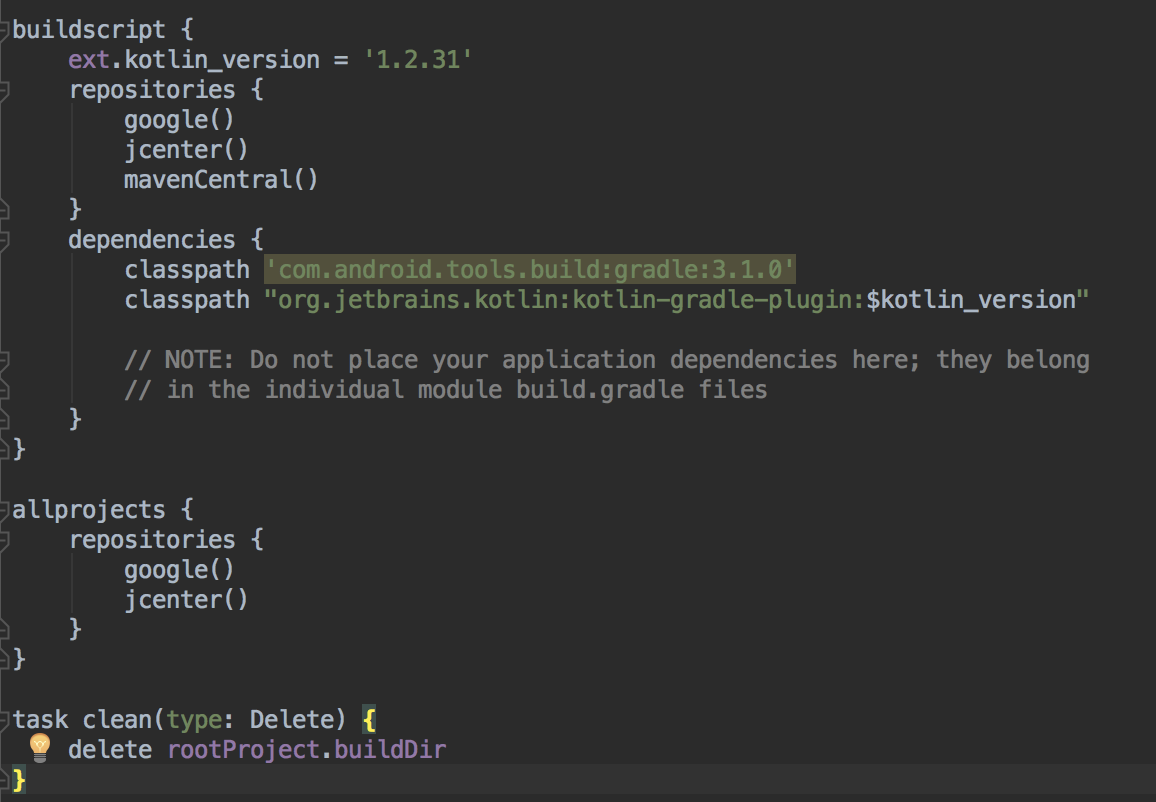 buildscript {
    ext.kotlin_version = '1.2.31'
    repositories {
        google()
        jcenter()
        mavenCentral()
    }
    dependencies {
        classpath 'com.android.tools.build:gradle:3.1.0'
        classpath "org.jetbrains.kotlin:kotlin-gradle-plugin:$kotlin_version"

        // NOTE: Do not place your application dependencies here; they belong
        // in the individual module build.gradle files
    }
}

allprojects {
    repositories {
        google()
        jcenter()
    }
}

task clean(type: Delete) {
    delete rootProject.buildDir
}